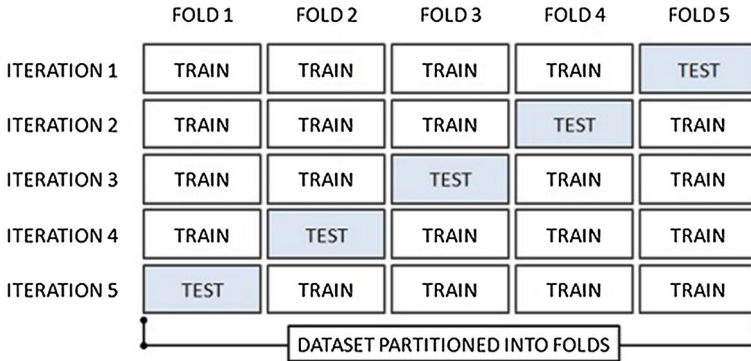 FOLD 1 FOLD 2 FOLD 3 FOLD 4 FOLD 5
ITERATION 1 TRAIN TRAIN TRAIN TRAIN TEST
ITERATION 2 TRAIN TRAIN TRAIN TEST TRAIN
ITERATION 3 TRAIN TRAIN TEST TRAIN TRAIN
ITERATION 4 TRAIN TEST TRAIN TRAIN TRAIN
ITERATION 5 TEST TRAIN TRAIN TRAIN TRAIN
DATASET PARTITIONED INTO FOLDS